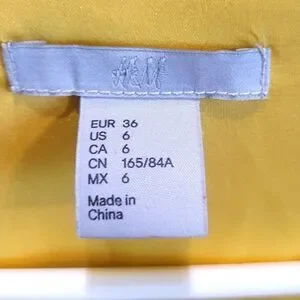 H&M
EUR 36
US 6
CA 6
CN 165/84A
MX 6
Made in
China